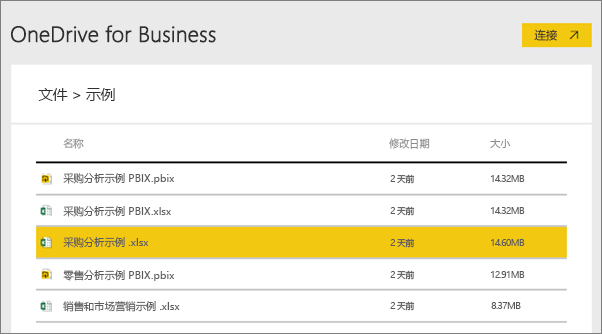 OneDrive for Business
连接
文件 > 示例
名称 修改日期 大小
采购分析示例 PBIX.pbix 2 天前 14.32MB
采购分析示例 PBIX.xlsx 2 天前 14.32MB
采购分析示例 .xlsx 2 天前 14.60MB
零售分析示例 PBIX.pbix 2 天前 12.91MB
销售和市场营销示例 .xlsx 2 天前 8.37MB